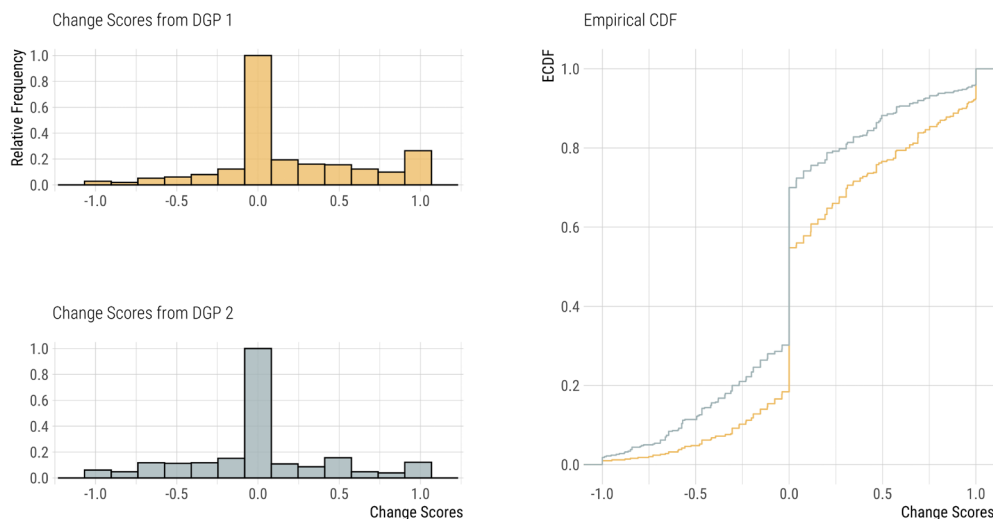 Change Scores from DGP 1
Relative Frequency
1.0
0.8
0.6
0.4
0.2
0.0
-1.0 -0.5 0.0 0.5 1.0
Change Scores from DGP 2
1.0
0.8
0.6
0.4
0.2
0.0
-1.0 -0.5 0.0 0.5 1.0
Change Scores
Empirical CDF
ECDF
1.0
0.8
0.6
0.4
0.2
0.0
-1.0 -0.5 0.0 0.5 1.0
Change Scores